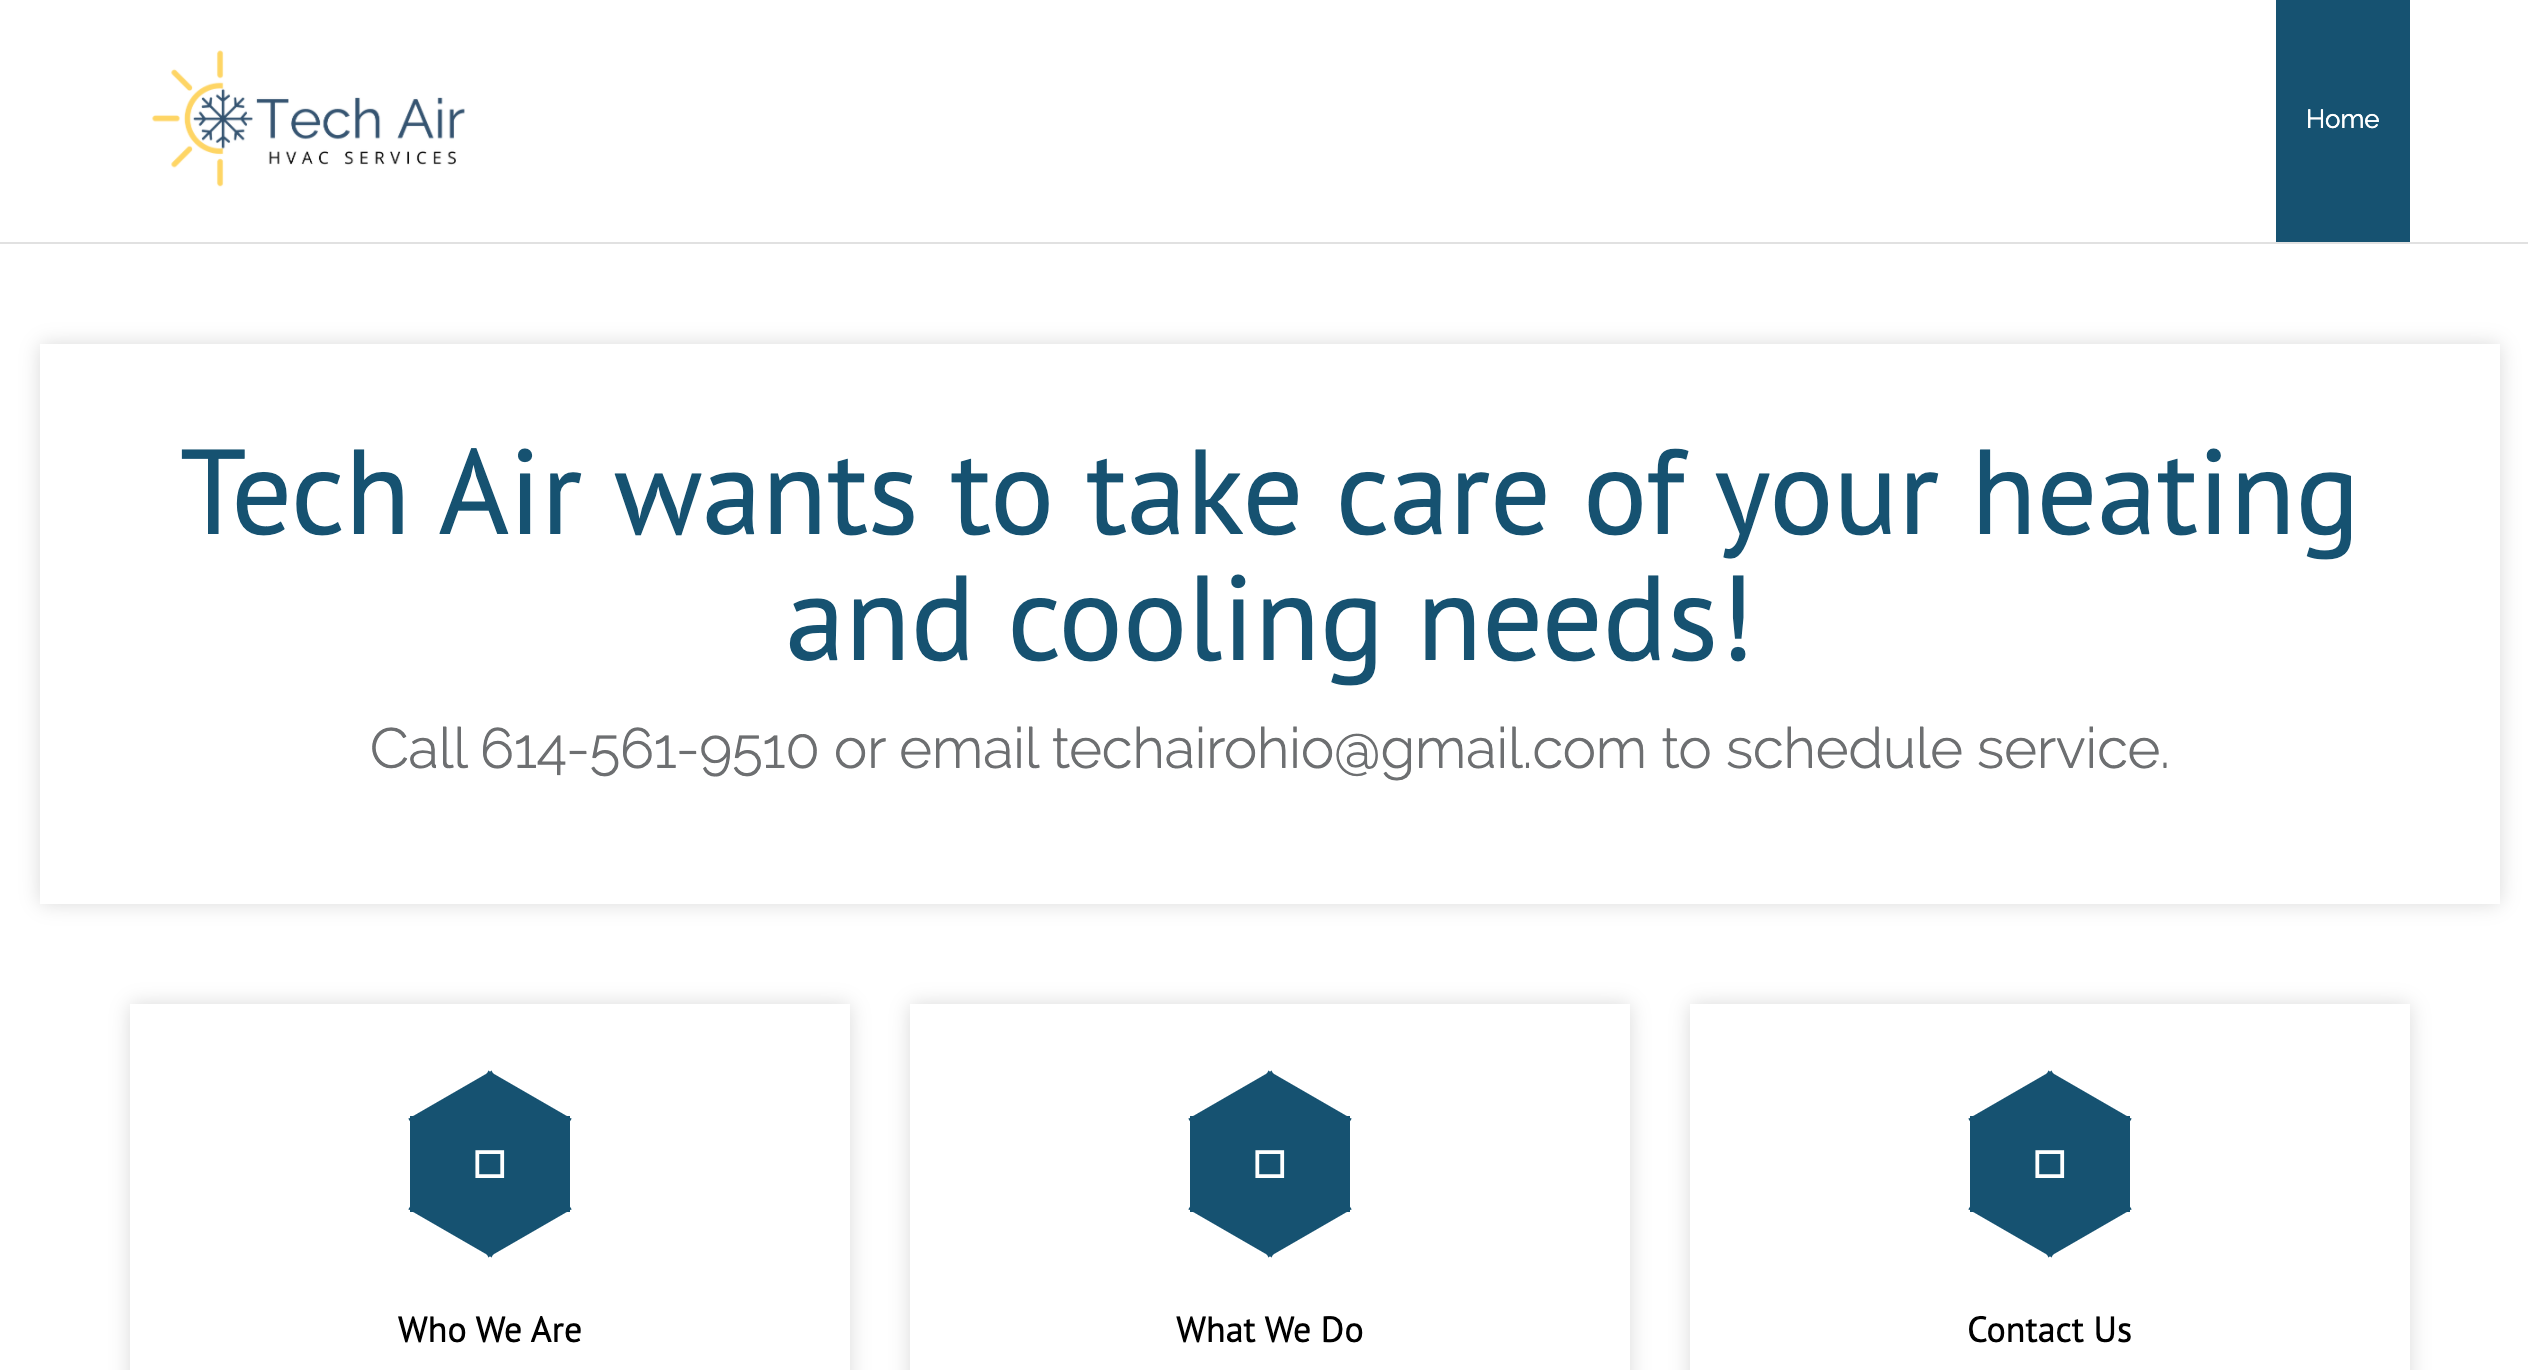 Tech Air
HVAC SERVICES
Home
Tech Air wants to take care of your heating
and cooling needs!
Call 614-561-9510 or email techairohio@gmail.com to schedule service.
Who We Are
What We Do
Contact Us